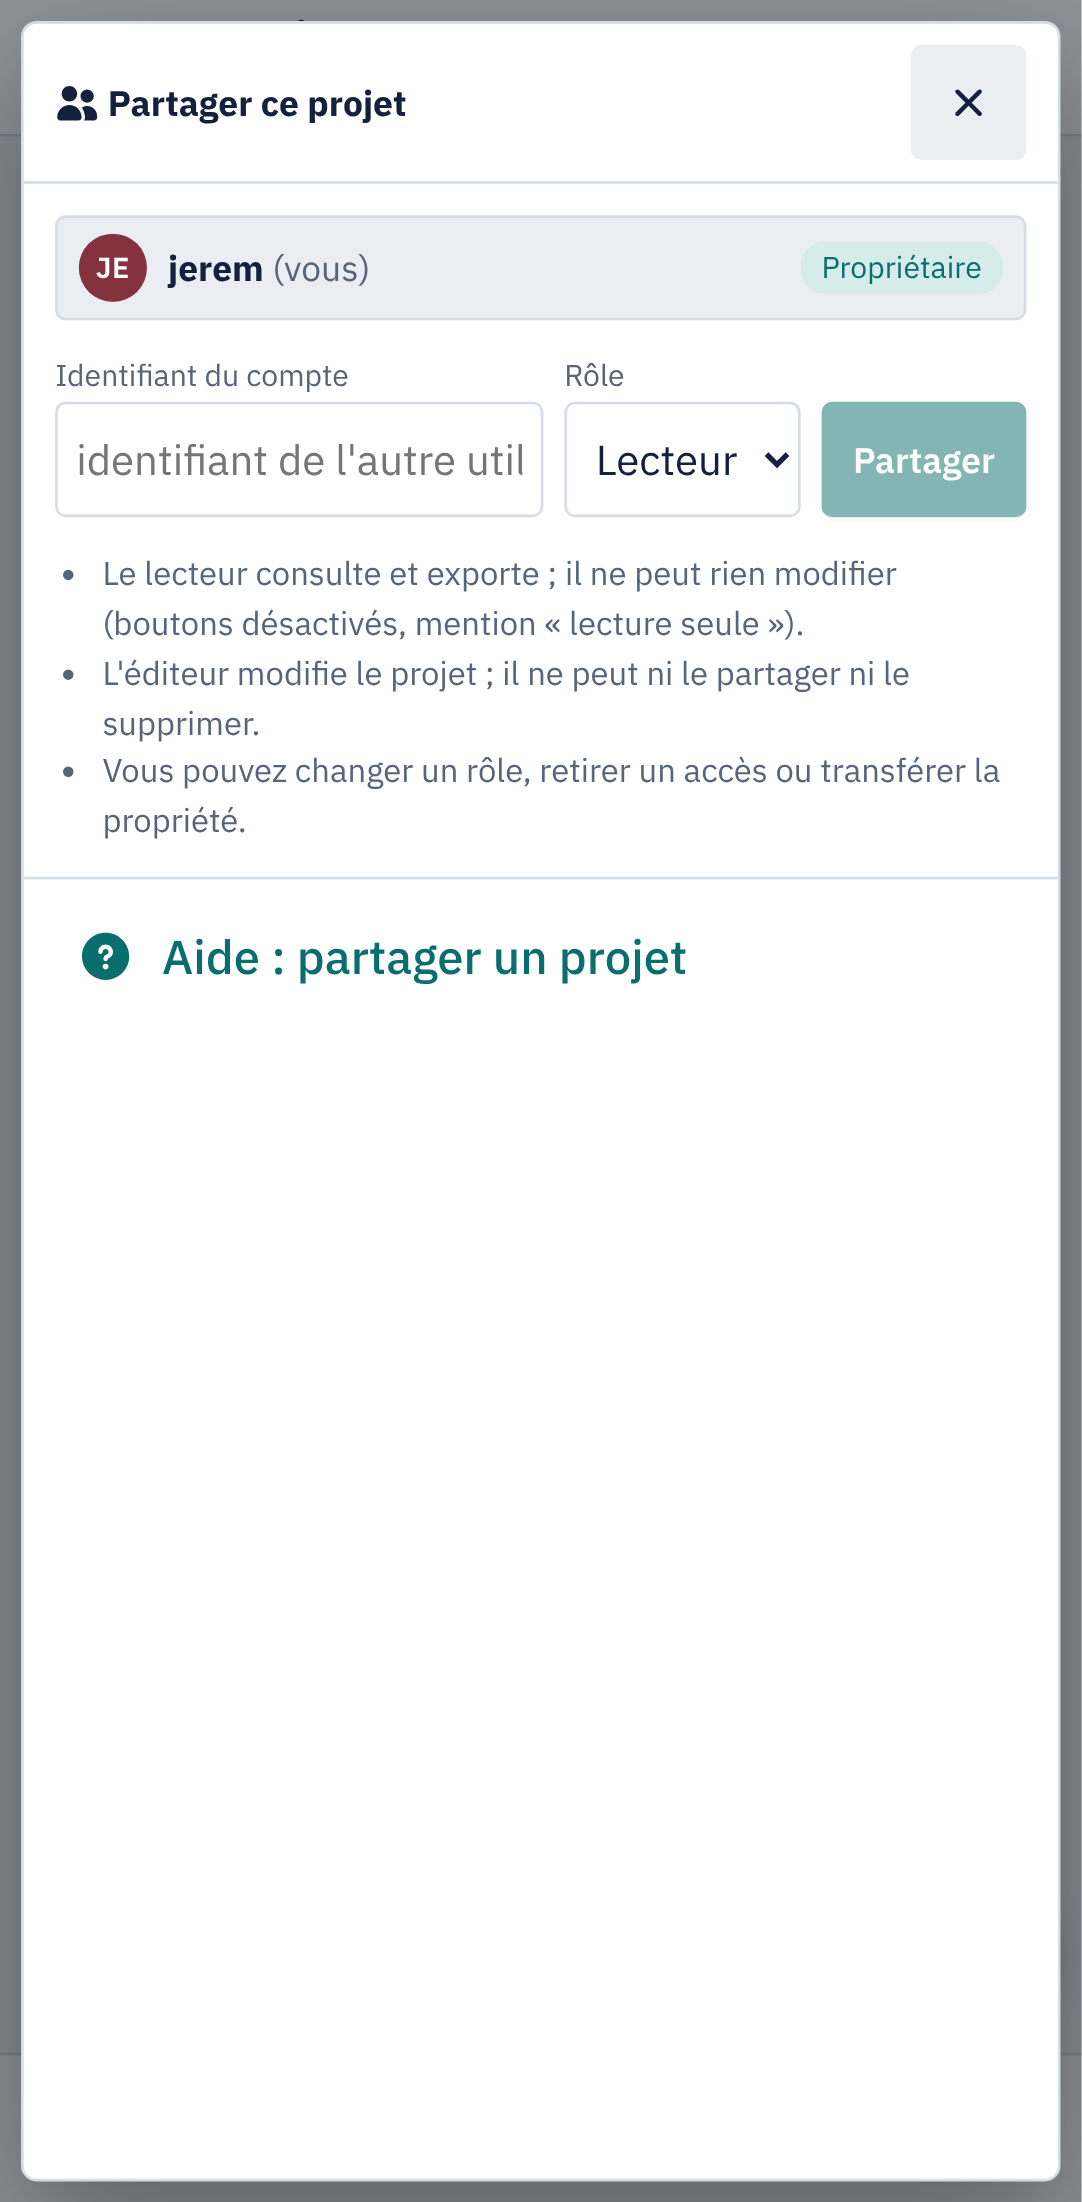 Partager ce projet
JE jerem (vous) Propriétaire
Identifiant du compte Rôle
identifiant de l'autre util Lecteur Partager
• Le lecteur consulte et exporte ; il ne peut rien modifier
(boutons désactivés, mention « lecture seule »).
• L'éditeur modifie le projet ; il ne peut ni le partager ni le
supprimer.
• Vous pouvez changer un rôle, retirer un accès ou transférer la
propriété.
? Aide : partager un projet